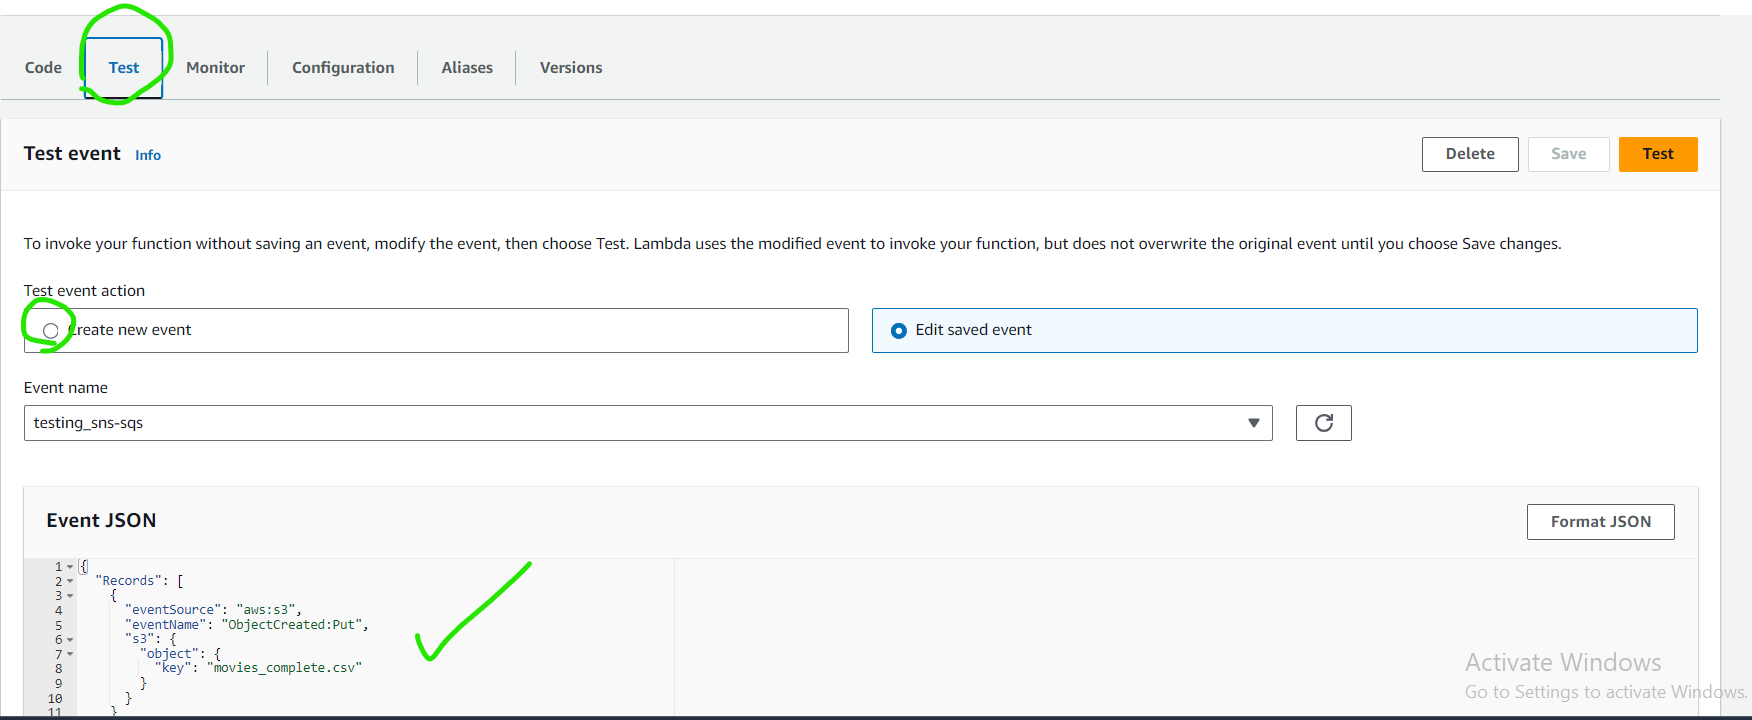 Code Test Monitor Configuration Aliases Versions
Test event Info Delete Save Test
To invoke your function without saving an event, modify the event, then choose Test. Lambda uses the modified event to invoke your function, but does not overwrite the original event until you choose Save changes.
Test event action
Create new event Edit saved event
Event name
testing_sns-sqs
Event JSON Format JSON
1 {
2 "Records": [
3 {
4 "eventSource": "aws:s3",
5 "eventName": "ObjectCreated:Put",
6 "s3": {
7 "object": {
8 "key": "movies_complete.csv"
9 }
10 }
11 }
Activate Windows
Go to Settings to activate Windows.